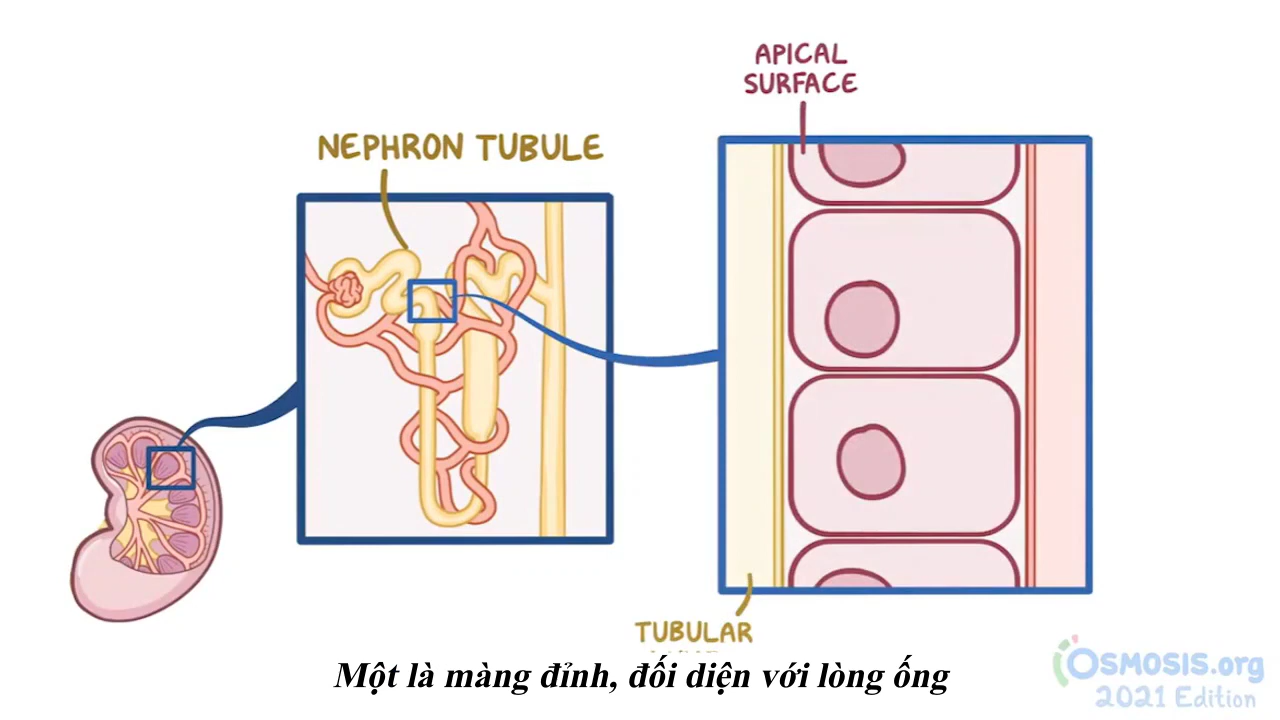 APICAL
SURFACE
NEPHRON TUBULE
TUBULAR
Một là màng đỉnh, đối diện với lòng ống
OSMOSIS.org
2021 Edition